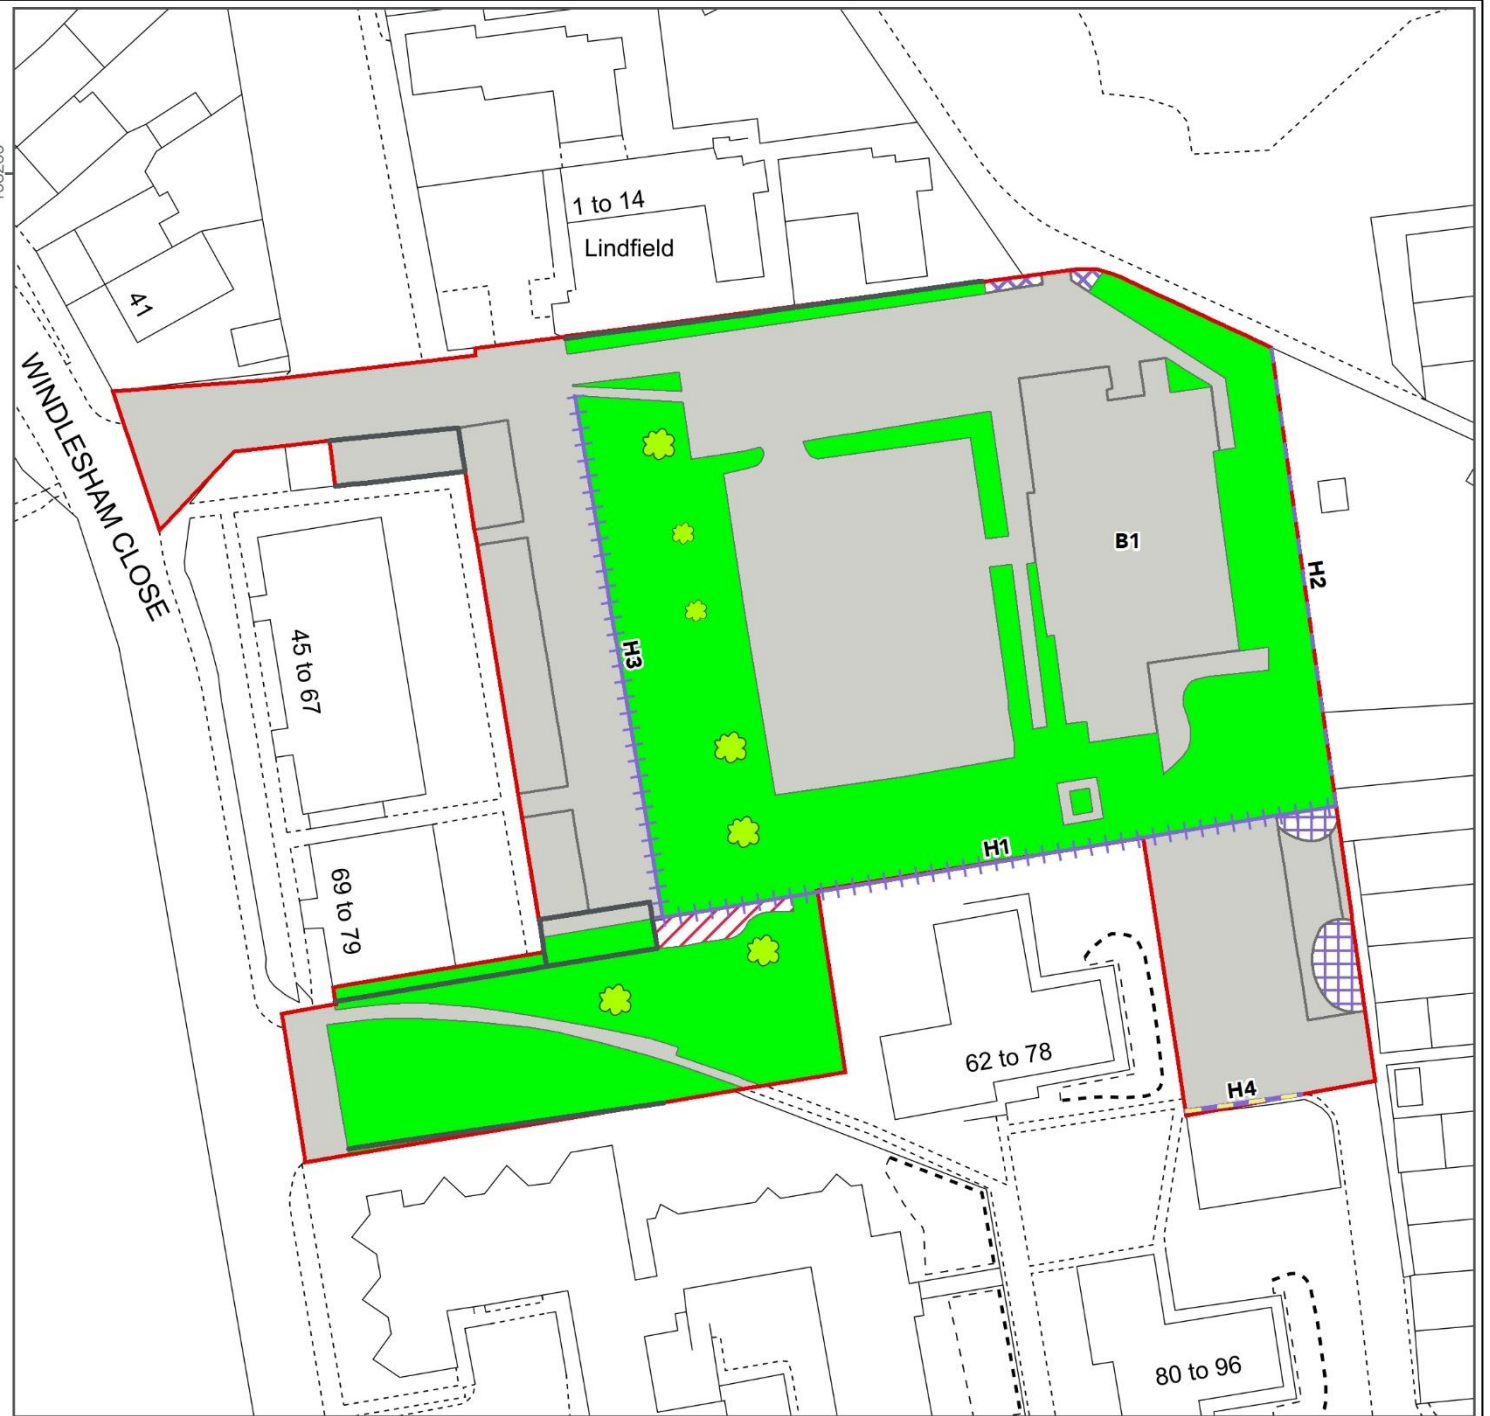 1 to 14
Lindfield
41
WINDLESHAM CLOSE
B1
H2
45 to 67
H3
H1
69 to 79
62 to 78
H4
80 to 96